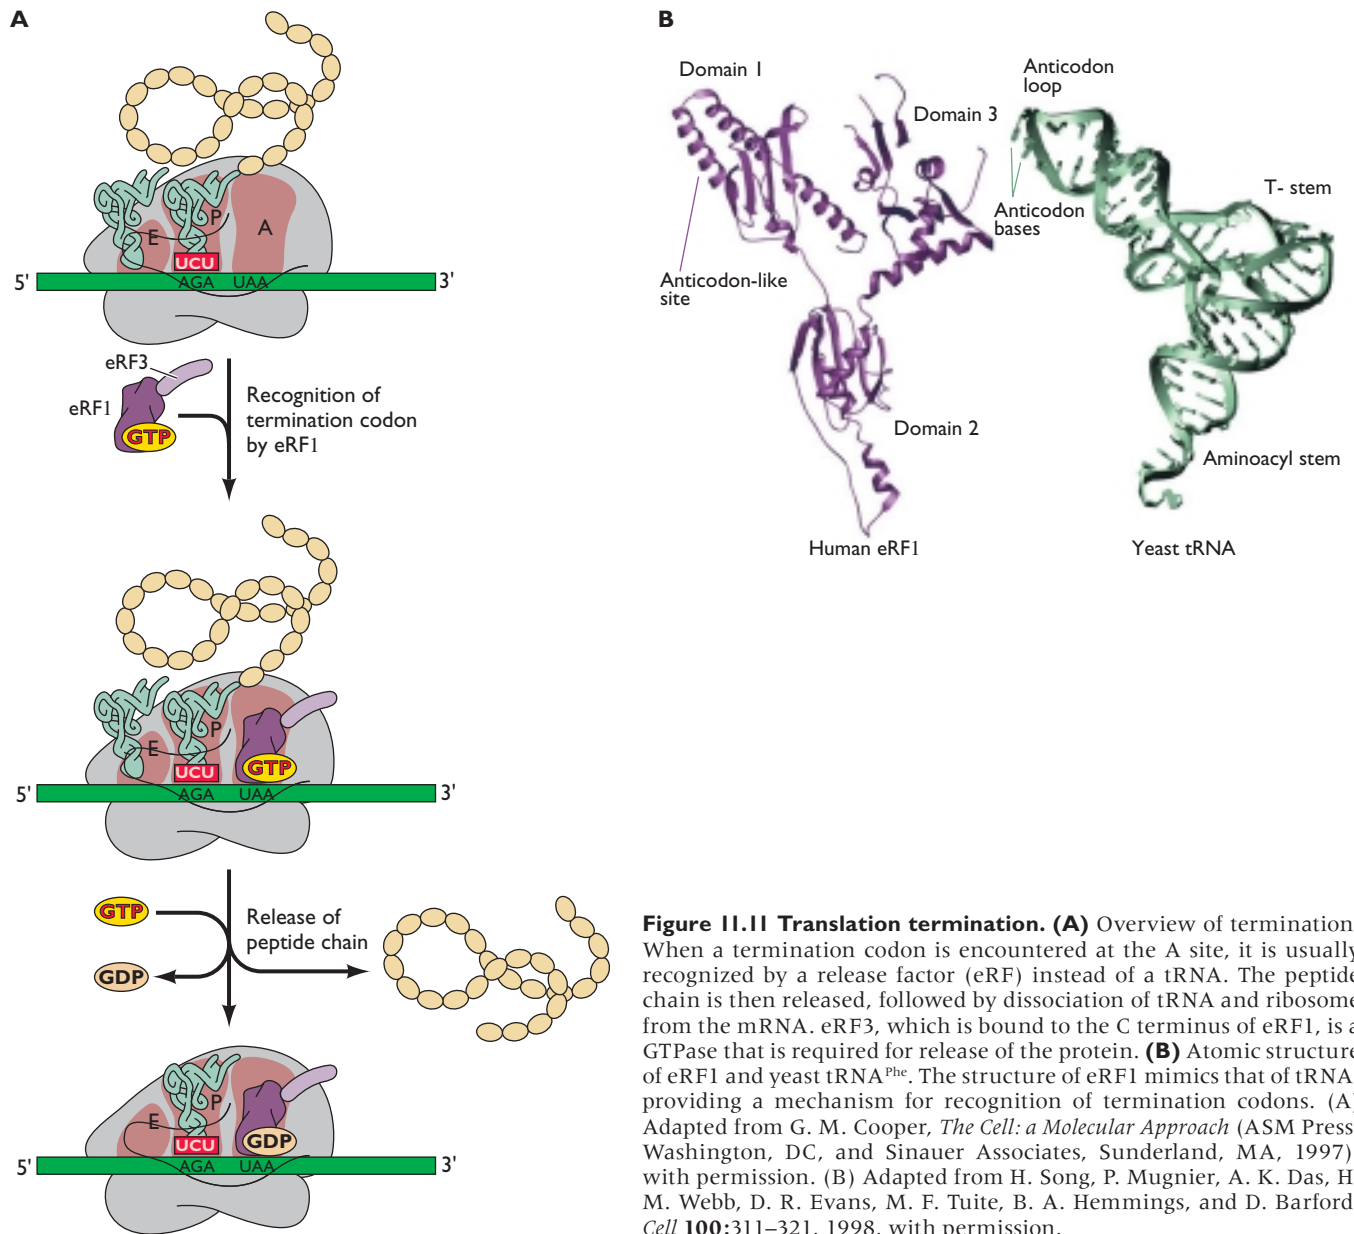 A
E
P
A
UCU
5'
AGA
UAA
3'
eRF3
eRF1
GTP
Recognition of
termination codon
by eRF1
E
P
UCU
GTP
5'
AGA
UAA
3'
GTP
GDP
Release of
peptide chain
E
P
UCU
GDP
5'
AGA
UAA
3'
B
Domain 1
Domain 3
Anticodon-like
site
Domain 2
Human eRF1
Anticodon
loop
Anticodon
bases
T- stem
Aminoacyl stem
Yeast tRNA
Figure 11.11 Translation termination. (A) Overview of termination
When a termination codon is encountered at the A site, it is usually
recognized by a release factor (eRF) instead of a tRNA. The peptide
chain is then released, followed by dissociation of tRNA and ribosome
from the mRNA. eRF3, which is bound to the C terminus of eRF1, is a
GTPase that is required for release of the protein. (B) Atomic structure
of eRF1 and yeast tRNAPhe. The structure of eRF1 mimics that of tRNA
providing a mechanism for recognition of termination codons. (A)
Adapted from G. M. Cooper, The Cell: a Molecular Approach (ASM Press
Washington, DC, and Sinauer Associates, Sunderland, MA, 1997)
with permission. (B) Adapted from H. Song, P. Mugnier, A. K. Das, H
M. Webb, D. R. Evans, M. F. Tuite, B. A. Hemmings, and D. Barford
Cell 100:311–321, 1998, with permission.